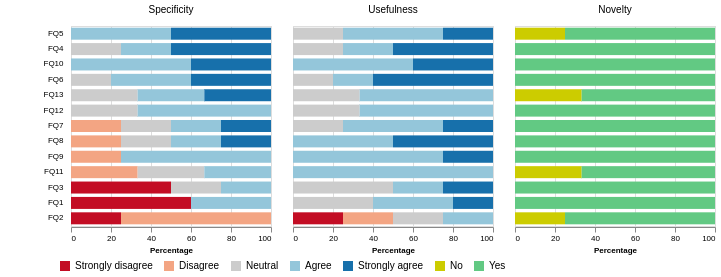 Specificity Usefulness Novelty
FQ5
FQ4
FQ10
FQ6
FQ13
FQ12
FQ7
FQ8
FQ9
FQ11
FQ3
FQ1
FQ2
0 20 40 60 80 100 0 20 40 60 80 100 0 20 40 60 80 100
Percentage Percentage Percentage
Strongly disagree Disagree Neutral Agree Strongly agree No Yes